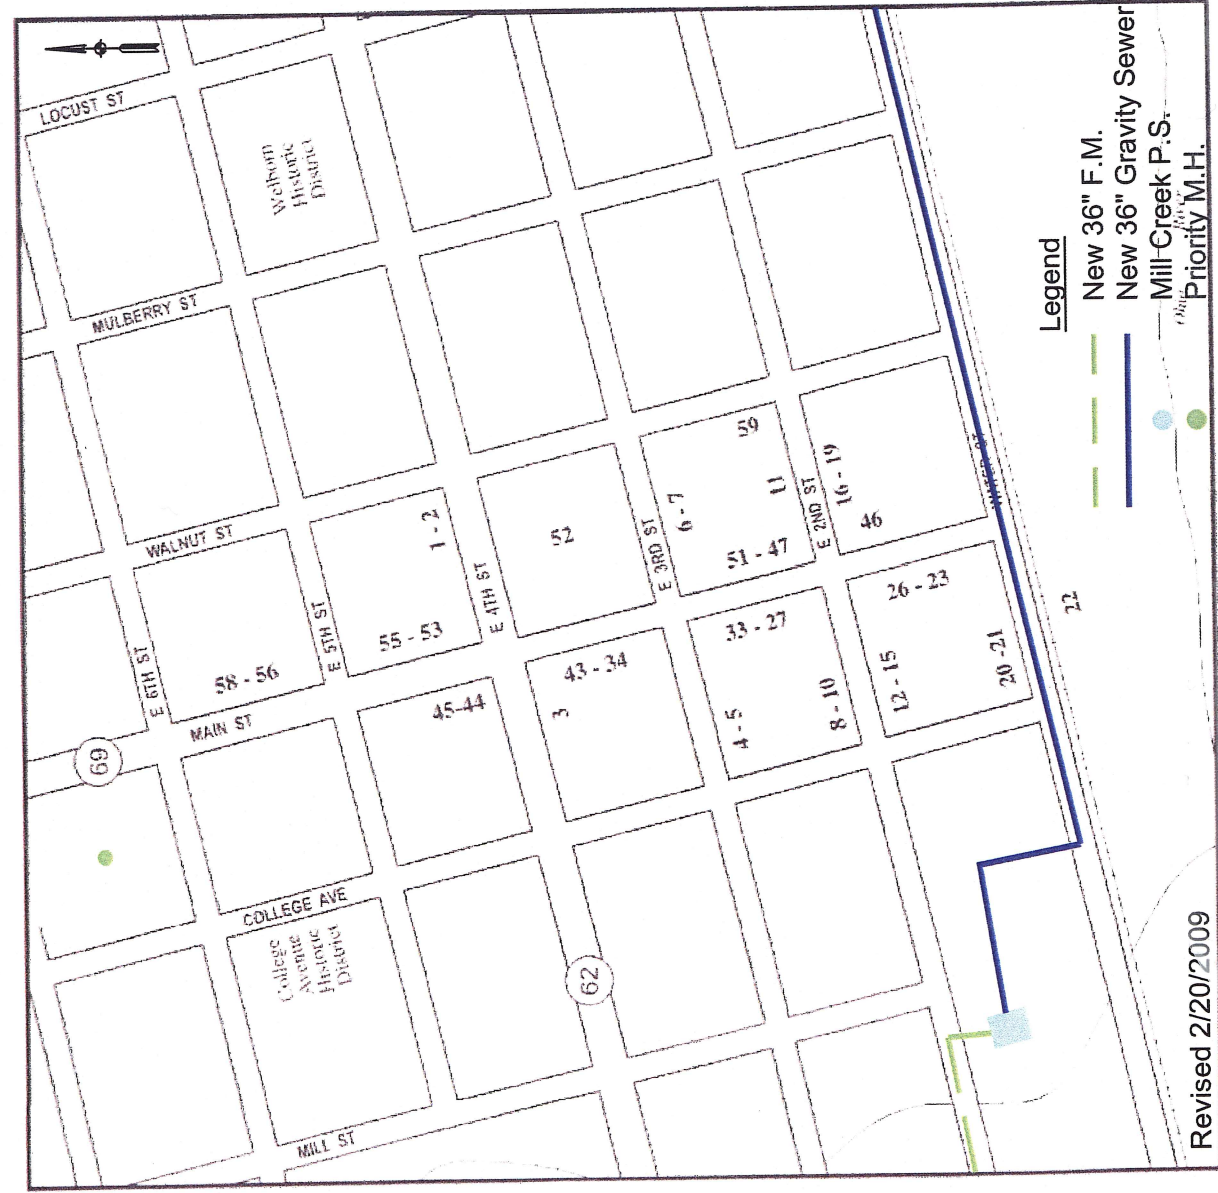 LOCUST ST
Welborn
Historic
District
MULBERRY ST
WALNUT ST
E 6TH ST
69
MAIN ST
58 - 56
E 5TH ST
55 - 53
1 - 2
E 4TH ST
45-44
COLLEGE AVE
College
Avenue
Historic
District
52
43 - 34
3
E 3RD ST
6 - 7
59
11
51 - 47
E 2ND ST
16 - 19
46
33 - 27
4 - 5
8 - 10
26 - 23
12 - 15
20 -21
22
WATER ST
62
MILL ST
Legend
New 36" F.M.
New 36" Gravity Sewer
Mill Creek P.S.
Priority M.H.
Ohio River
Revised 2/20/2009